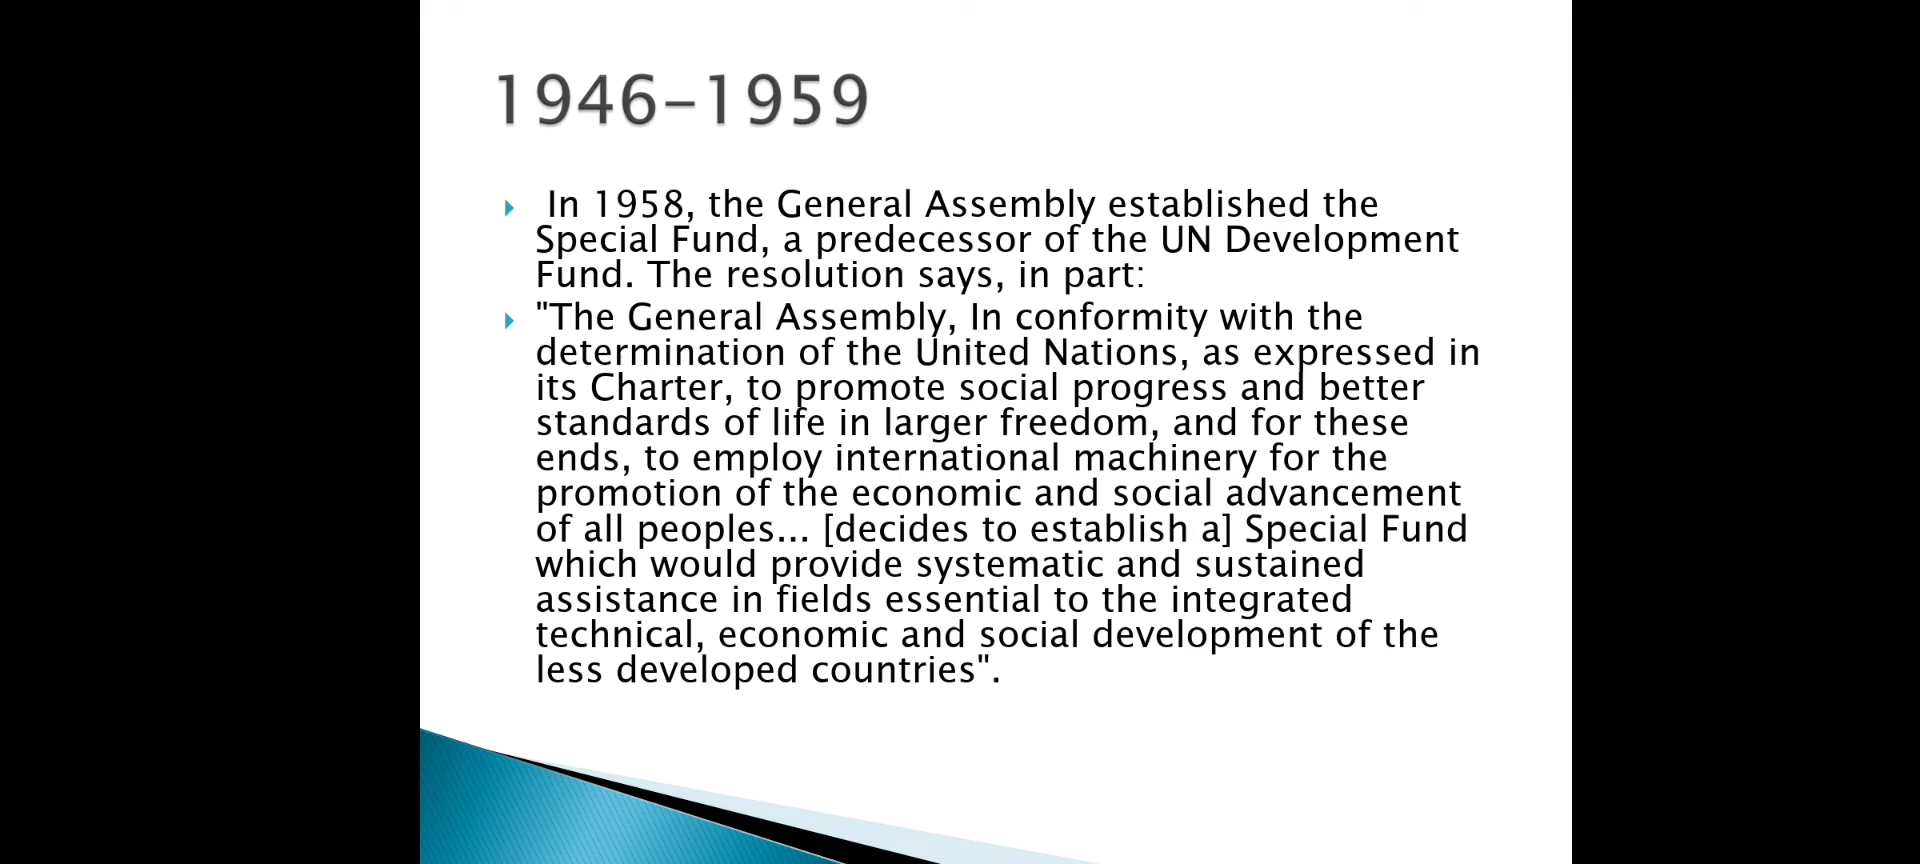 1946-1959
In 1958, the General Assembly established the
Special Fund, a predecessor of the UN Development
Fund. The resolution says, in part:
"The General Assembly, In conformity with the
determination of the United Nations, as expressed in
its Charter, to promote social progress and better
standards of life in larger freedom, and for these
ends, to employ international machinery for the
promotion of the economic and social advancement
of all peoples... [decides to establish a] Special Fund
which would provide systematic and sustained
assistance in fields essential to the integrated
technical, economic and social development of the
less developed countries".